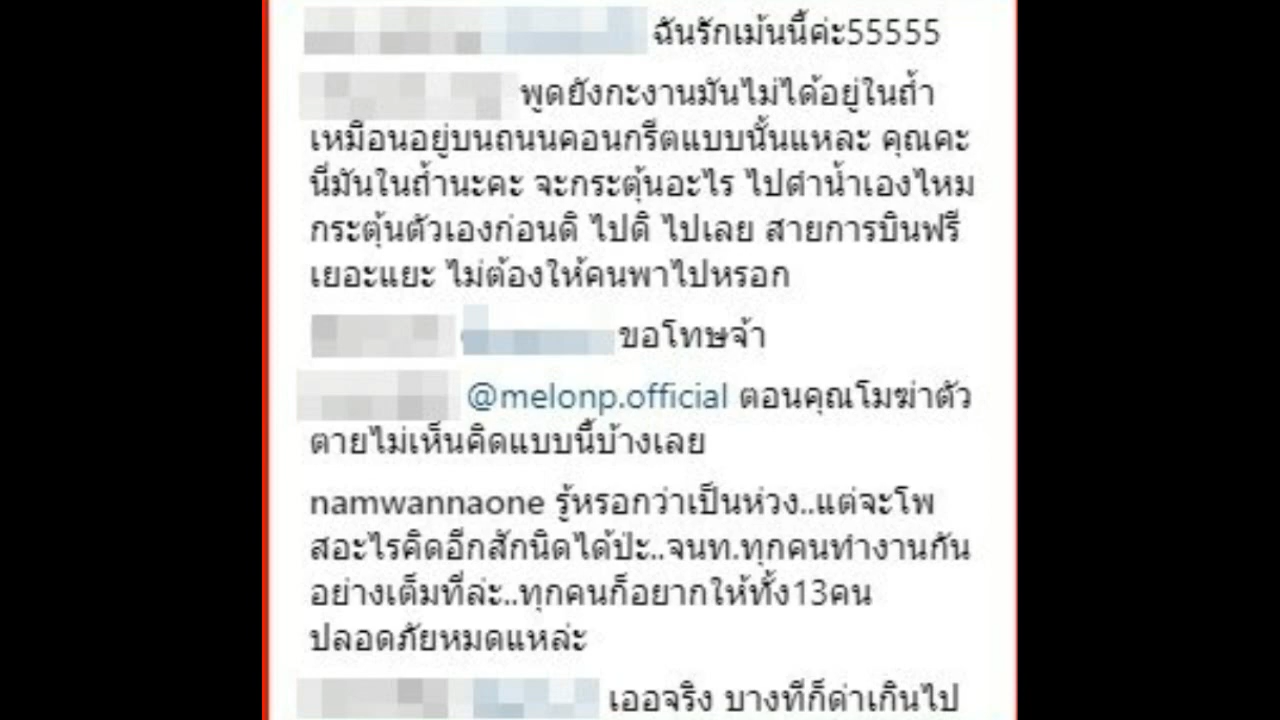 ฉันรักเม้นนี้ค่ะ55555
พูดยังกะงานมันไม่ได้อยู่ในถ้ำ
เหมือนอยู่บนถนนคอนกรีตแบบนั้นแหละ คุณคะ
นี่มันในถ้ำนะคะ จะกระตุ้นอะไร ไปดำน้ำเองไหม
กระตุ้นตัวเองก่อนดิ ไปดิ ไปเลย สายการบินฟรี
เยอะแยะ ไม่ต้องให้คนพาไปหรอก
ขอโทษจ้า
@melonp.official ตอนคุณโมฆ่าตัว
ตายไม่เห็นคิดแบบนี้บ้างเลย
namwannaone รู้หรอกว่าเป็นห่วง..แต่จะโพ
สอะไรคิดอีกสักนิดได้ป่ะ..จนท.ทุกคนทำงานกัน
อย่างเต็มที่ล่ะ..ทุกคนก็อยากให้ทั้ง13คน
ปลอดภัยหมดแหล่ะ
เออจริง บางทีก็ด่าเกินไป